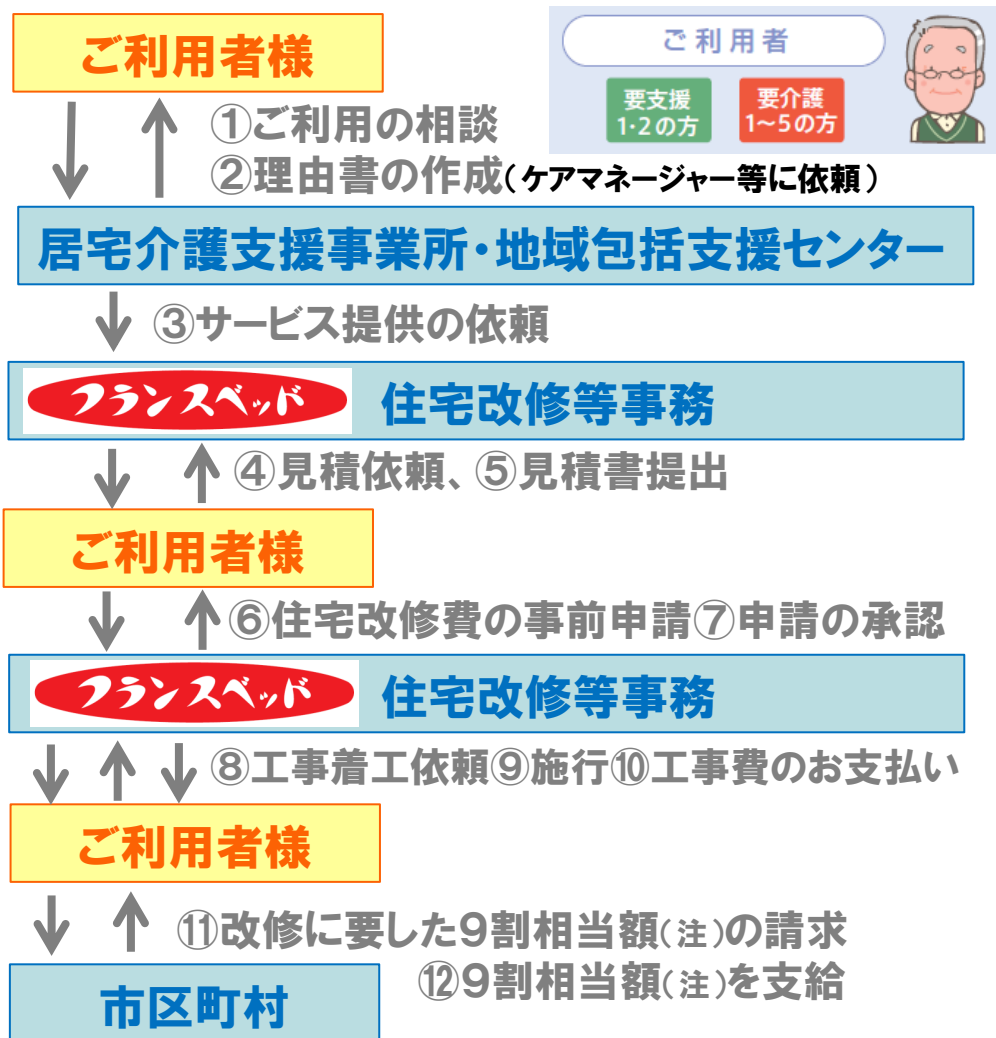 ご利用者様
ご利用者
要支援
1・2の方
要介護
1〜5の方
①ご利用の相談
②理由書の作成(ケアマネージャー等に依頼)
居宅介護支援事業所・地域包括支援センター
③サービス提供の依頼
フランスベッド 住宅改修等事務
④見積依頼、⑤見積書提出
ご利用者様
⑥住宅改修費の事前申請⑦申請の承認
フランスベッド 住宅改修等事務
⑧工事着工依頼⑨施行⑩工事費のお支払い
ご利用者様
⑪改修に要した9割相当額(注)の請求
⑫9割相当額(注)を支給
市区町村